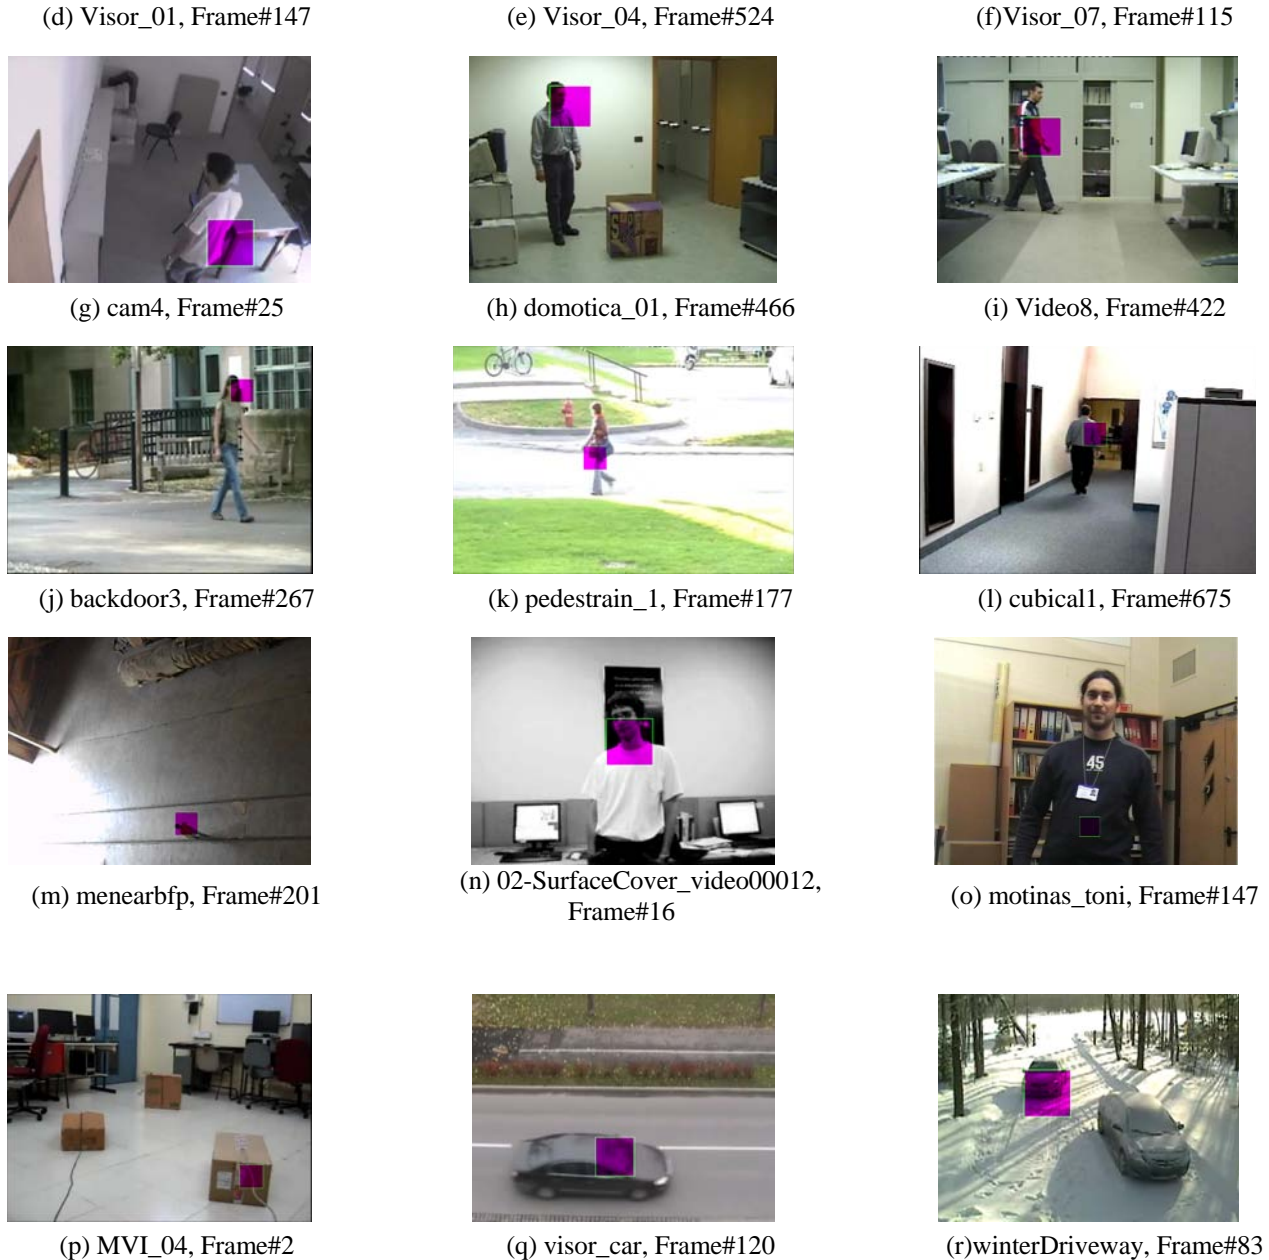 (d) Visor_01, Frame#147
(e) Visor_04, Frame#524
(f)Visor_07, Frame#115
(g) cam4, Frame#25
(h) domotica_01, Frame#466
(i) Video8, Frame#422
(j) backdoor3, Frame#267
(k) pedestrain_1, Frame#177
(l) cubical1, Frame#675
45
(m) menearbfp, Frame#201
(n) 02-SurfaceCover_video00012,
Frame#16
(o) motinas_toni, Frame#147
(p) MVI_04, Frame#2
(q) visor_car, Frame#120
(r)winterDriveway, Frame#83